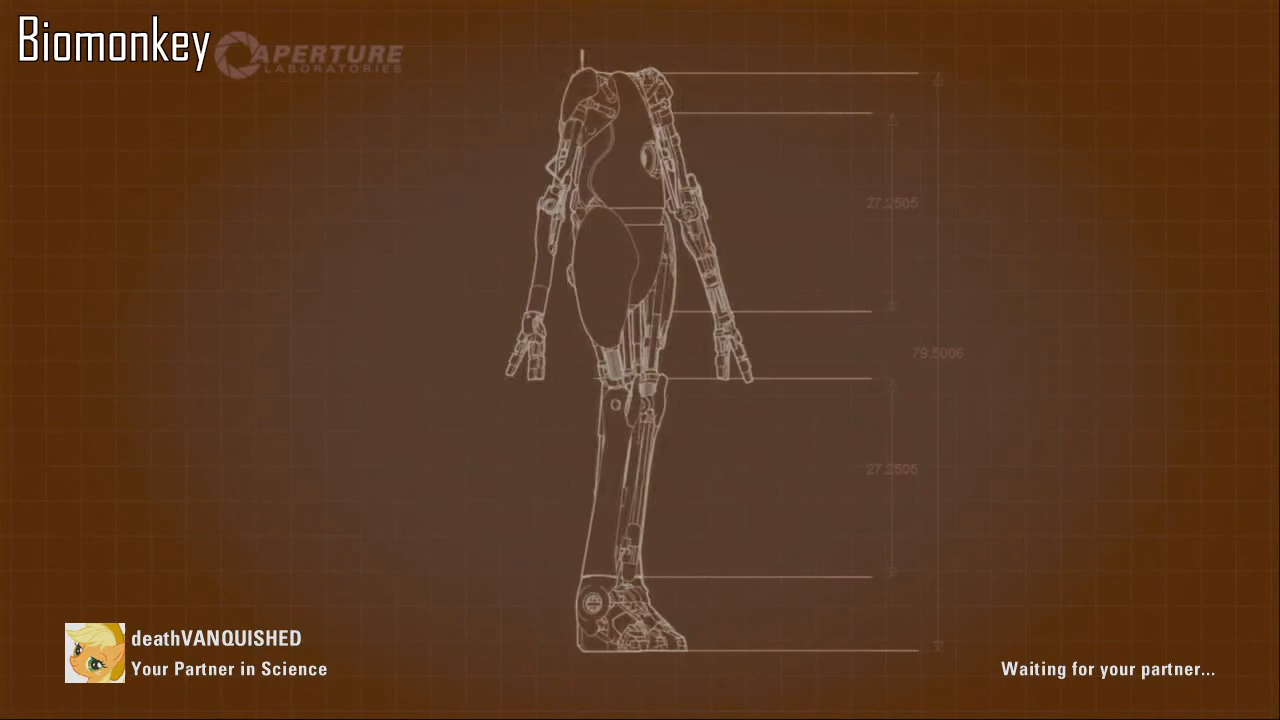 Biomonkey
APERTURE
LABORATORIES
27.2505
79.5006
27.2505
deathVANQUISHED
Your Partner in Science
Waiting for your partner...